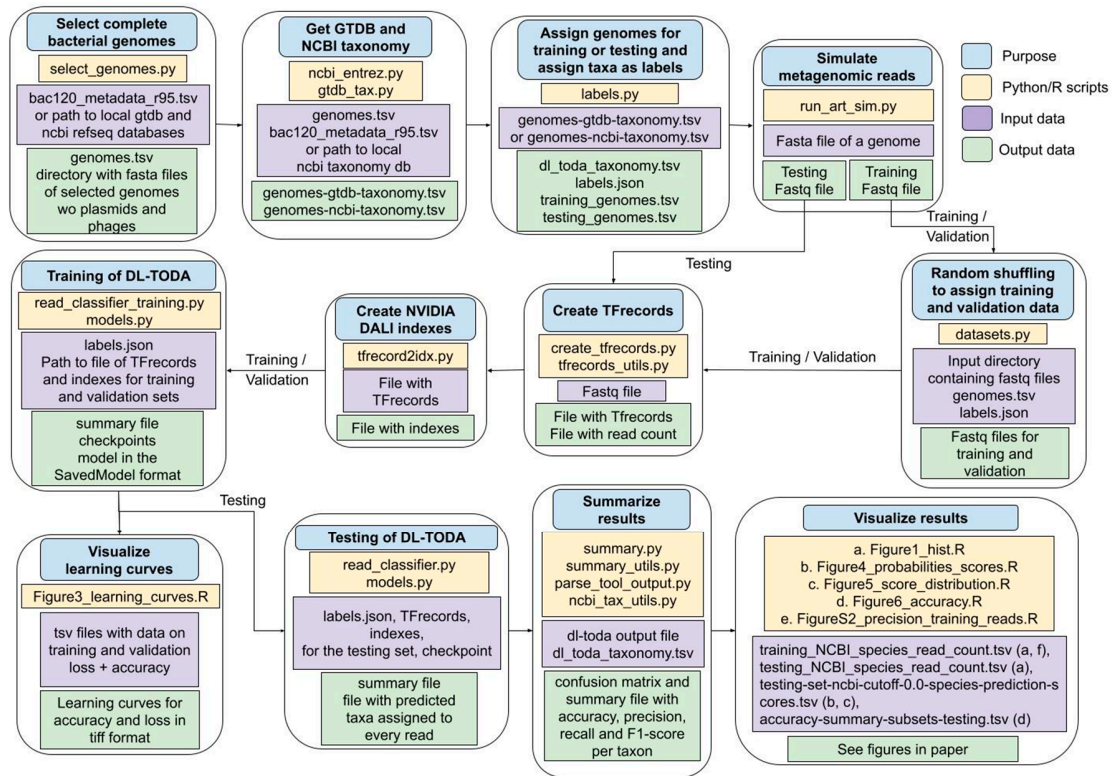 Select complete
bacterial genomes
select_genomes.py
bac120_metadata_r95.tsv
or path to local gtdb and
ncbi refseq databases
genomes.tsv
directory with fasta files
of selected genomes
wo plasmids and
phages
Get GTDB and
NCBI taxonomy
ncbi_entrez.py
gtdb_tax.py
genomes.tsv
bac120_metadata_r95.tsv
or path to local
ncbi taxonomy db
genomes-gtdb-taxonomy.tsv
genomes-ncbi-taxonomy.tsv
Assign genomes for
training or testing and
assign taxa as labels
labels.py
genomes-gtdb-taxonomy.tsv
or genomes-ncbi-taxonomy.tsv
dl_toda_taxonomy.tsv
labels.json
training_genomes.tsv
testing_genomes.tsv
Simulate
metagenomic reads
run_art_sim.py
Fasta file of a genome
Testing
Fastq file
Training
Fastq file
Purpose
Python/R scripts
Input data
Output data
Training /
Validation
Testing
Random shuffling
to assign training
and validation data
datasets.py
Input directory
containing fastq files
genomes.tsv
labels.json
Fastq files for
training and
validation
Training / Validation
Create TFrecords
create_tfrecords.py
tfrecords_utils.py
Fastq file
File with Tfrecords
File with read count
Create NVIDIA
DALI indexes
tfrecord2idx.py
File with
TFrecords
File with indexes
Training /
Validation
Training of DL-TODA
read_classifier_training.py
models.py
labels.json
Path to file of TFrecords
and indexes for training
and validation sets
summary file
checkpoints
model in the
SavedModel format
Testing
Visualize
learning curves
Figure3_learning_curves.R
tsv files with data on
training and validation
loss + accuracy
Learning curves for
accuracy and loss in
tiff format
Testing of DL-TODA
read_classifier.py
models.py
labels.json, TFrecords,
indexes,
for the testing set, checkpoint
summary file
file with predicted
taxa assigned to
every read
Summarize
results
summary.py
summary_utils.py
parse_tool_output.py
ncbi_tax_utils.py
dl-toda output file
dl_toda_taxonomy.tsv
confusion matrix and
summary file with
accuracy, precision,
recall and F1-score
per taxon
Visualize results
a. Figure1_hist.R
b. Figure4_probabilities_scores.R
c. Figure5_score_distribution.R
d. Figure6_accuracy.R
e. FigureS2_precision_training_reads.R
training_NCBI_species_read_count.tsv (a, f),
testing_NCBI_species_read_count.tsv (a),
testing-set-ncbi-cutoff-0.0-species-prediction-s
cores.tsv (b, c),
accuracy-summary-subsets-testing.tsv (d)
See figures in paper